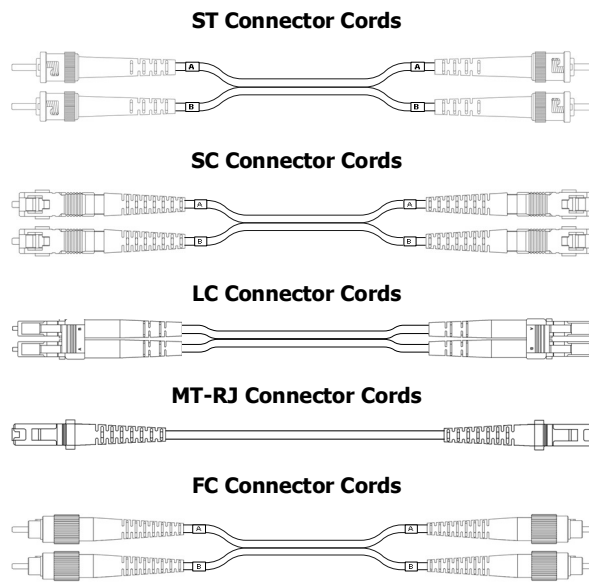 ST Connector Cords
A A
B B
SC Connector Cords
A A
B B
LC Connector Cords
B A
A B
MT-RJ Connector Cords
FC Connector Cords
A A
B B